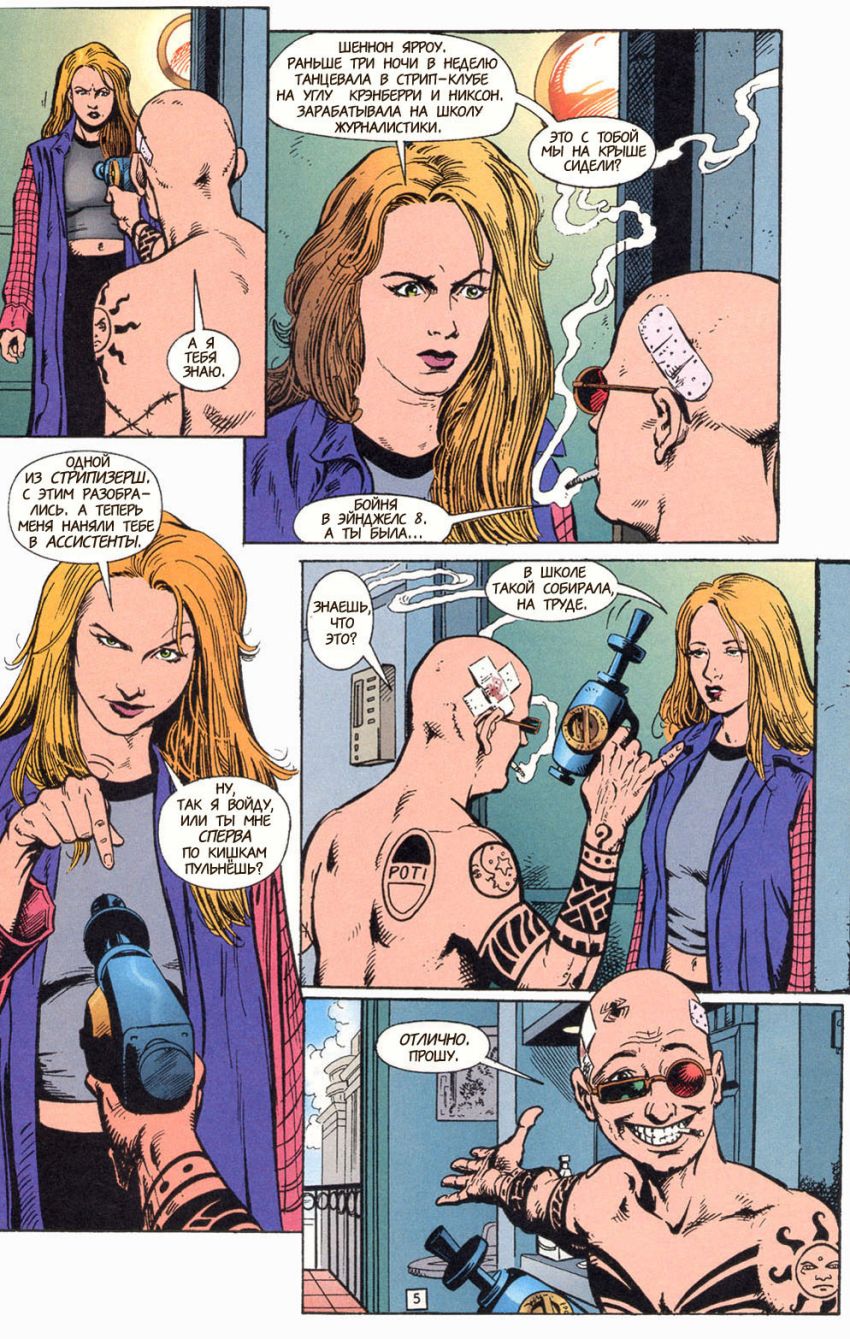 А Я
ТЕБЯ
ЗНАЮ.
ШЕННОН ЯРРОУ.
РАНЬШЕ ТРИ НОЧИ В НЕДЕЛЮ
ТАНЦЕВАЛА В СТРИП-КЛУБЕ
НА УГЛУ КРЭНБЕРРИ И НИКСОН.
ЗАРАБАТЫВАЛА НА ШКОЛУ
ЖУРНАЛИСТИКИ.
ЭТО С ТОБОЙ
МЫ НА КРЫШЕ
СИДЕЛИ?
БОЙНЯ
В ЭЙНДЖЕЛС 8.
А ТЫ БЫЛА...
ОДНОЙ
ИЗ СТРИПИЗЕРШ.
С ЭТИМ РАЗОБРА-
ЛИСЬ. А ТЕПЕРЬ
МЕНЯ НАНЯЛИ ТЕБЕ
В АССИСТЕНТЫ.
НУ,
ТАК Я ВОЙДУ,
ИЛИ ТЫ МНЕ
СПЕРВА
ПО КИШКАМ
ПУЛЬНЁШЬ?
ЗНАЕШЬ,
ЧТО
ЭТО?
В ШКОЛЕ
ТАКОЙ СОБИРАЛА,
НА ТРУДЕ.
POTI
ОТЛИЧНО.
ПРОШУ.
5